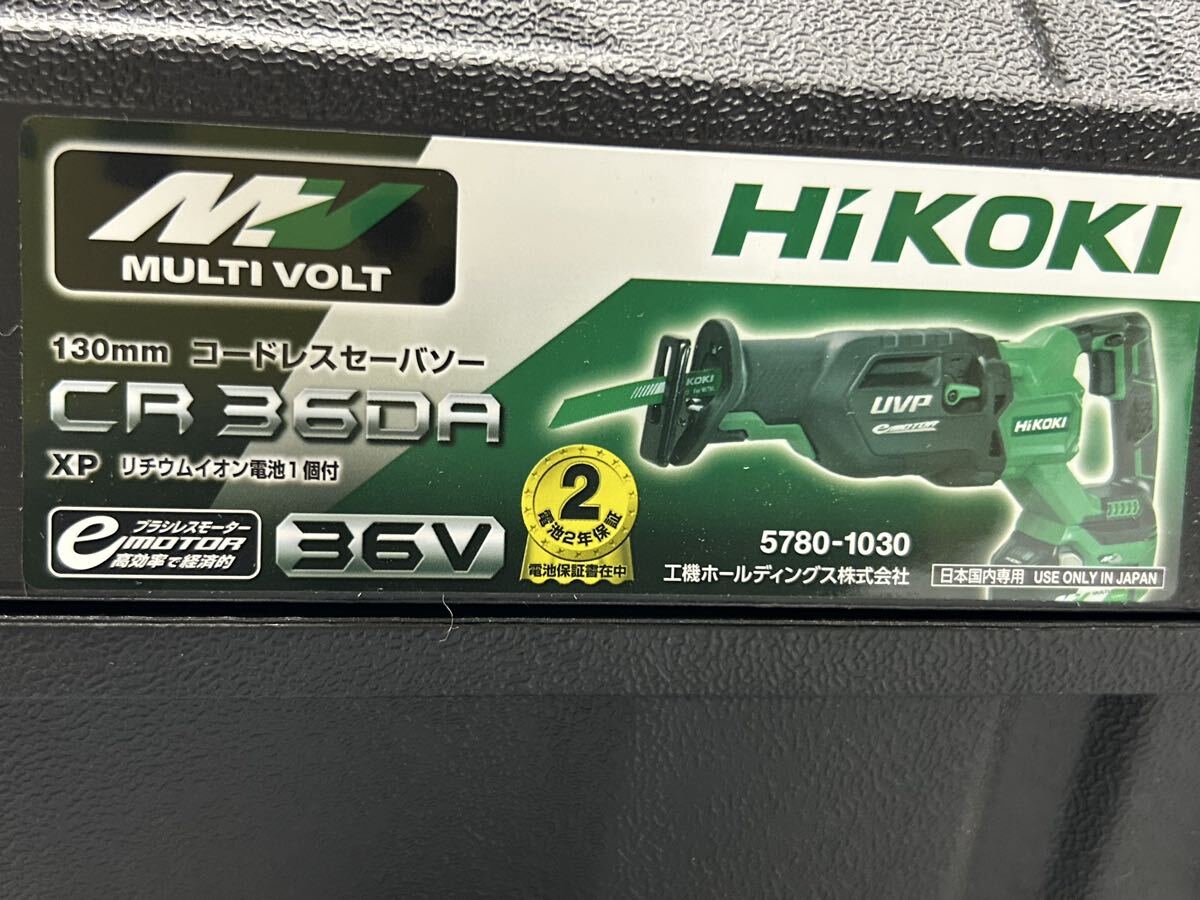 MV
MULTI VOLT
HiKOKI
130mm コードレスセーバソー
CR 36DA
XP リチウムイオン電池1個付
ブラシレスモーター
eMOTOR
高効率で経済的
36V
2
電池2年保証
電池保証書在中
HiKOKI
UVP
eMOTOR
HiKOKI
5780-1030
工機ホールディングス株式会社
日本国内専用 USE ONLY IN JAPAN